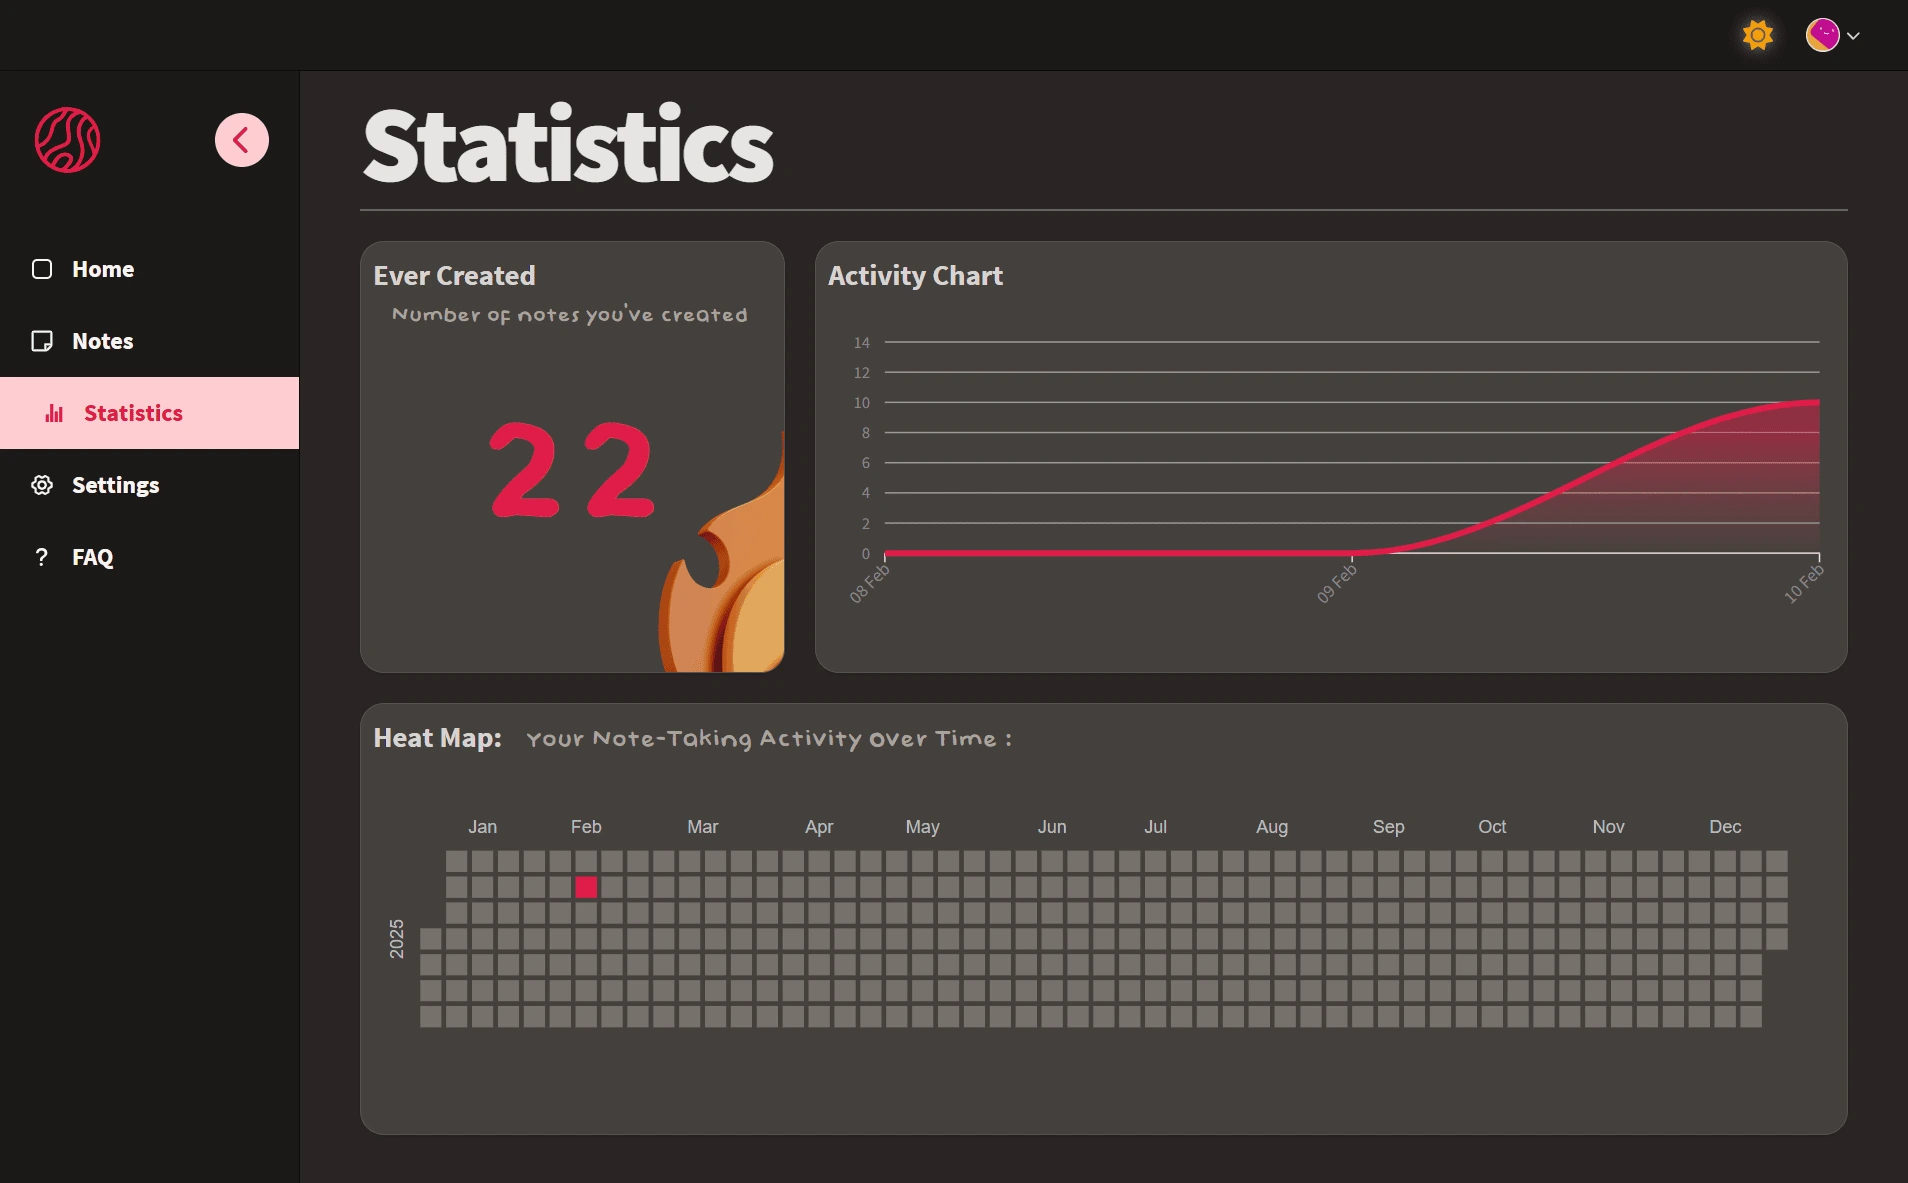 Home
Notes
Statistics
Settings
? FAQ
Statistics
Ever Created
Number of notes you've created
22
Activity Chart
14
12
10
8
6
4
2
0
08 Feb
09 Feb
10 Feb
Heat Map: Your Note-Taking Activity Over Time :
Jan Feb Mar Apr May Jun Jul Aug Sep Oct Nov Dec
2025